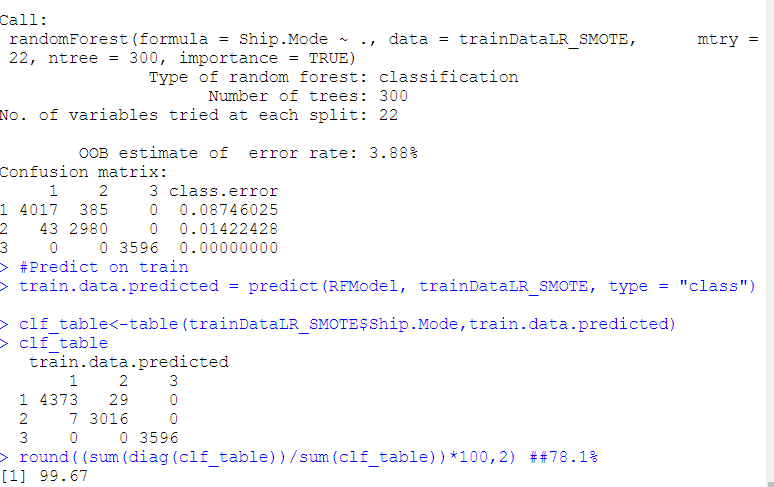 Call:
 randomForest(formula = Ship.Mode ~ ., data = trainDataLR_SMOTE,      mtry =
 22, ntree = 300, importance = TRUE)
               Type of random forest: classification
                     Number of trees: 300
No. of variables tried at each split: 22
        OOB estimate of  error rate: 3.88%
Confusion matrix:
     1    2    3 class.error
1 4017  385    0  0.08746025
2   43 2980    0  0.01422428
3    0    0 3596  0.00000000
> #Predict on train
> train.data.predicted = predict(RFModel, trainDataLR_SMOTE, type = "class")
> clf_table<-table(trainDataLR_SMOTE$Ship.Mode,train.data.predicted)
> clf_table
   train.data.predicted
       1    2    3
  1 4373   29    0
  2    7 3016    0
  3    0    0 3596
> round((sum(diag(clf_table))/sum(clf_table))*100,2) ##78.1%
[1] 99.67